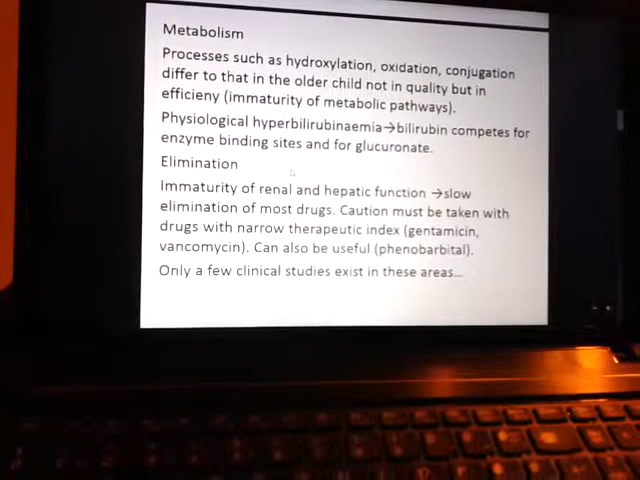 Metabolism
Processes such as hydroxylation, oxidation, conjugation
differ to that in the older child not in quality but in
efficieny (immaturity of metabolic pathways).
Physiological hyperbilirubinaemia→bilirubin competes for
enzyme binding sites and for glucuronate.
Elimination
Immaturity of renal and hepatic function →slow
elimination of most drugs. Caution must be taken with
drugs with narrow therapeutic index (gentamicin,
vancomycin). Can also be useful (phenobarbital).
Only a few clinical studies exist in these areas…